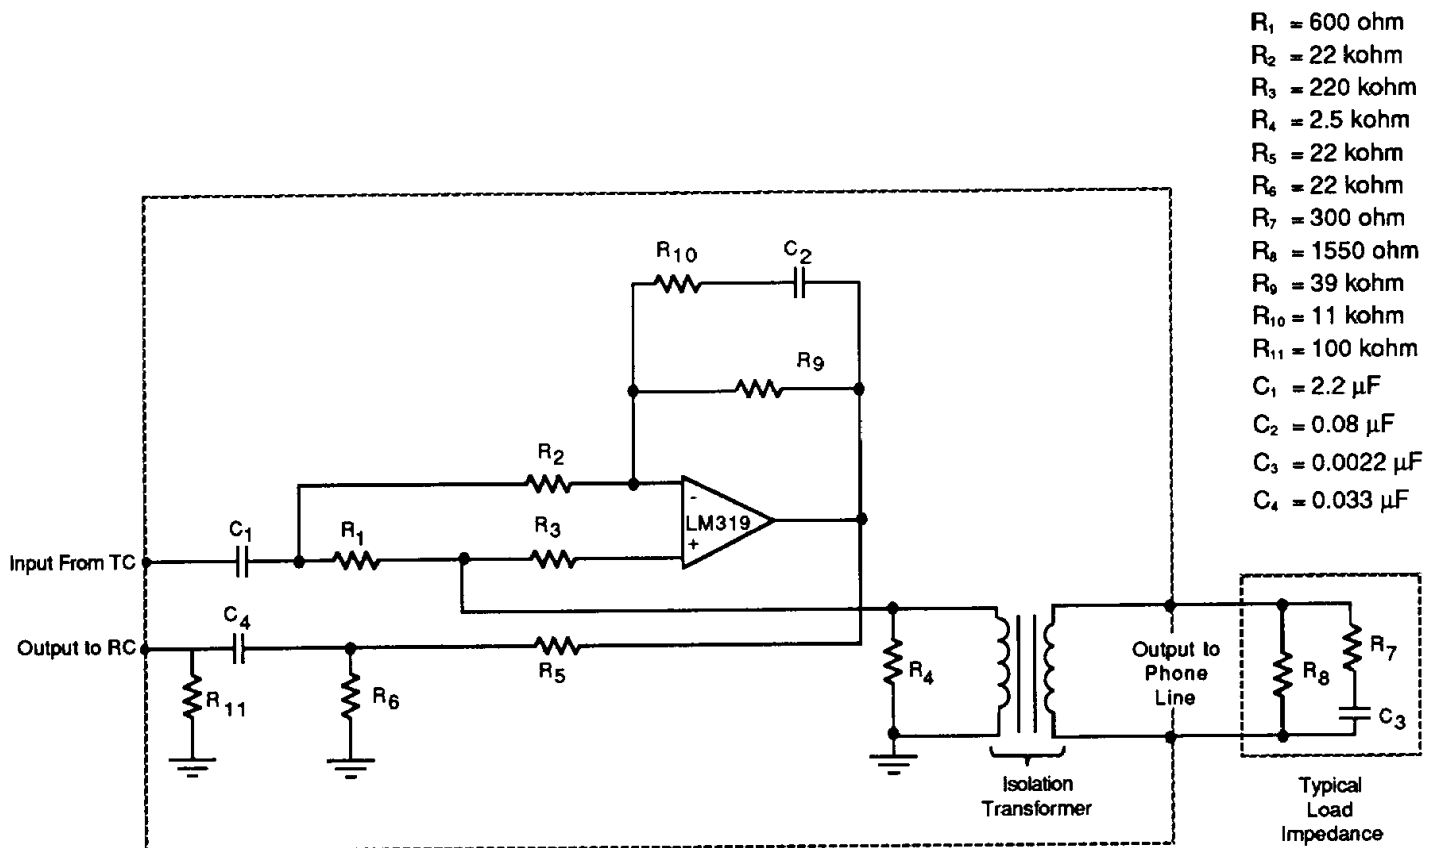 R₁ = 600 ohm
R₂ = 22 kohm
R₃ = 220 kohm
R₄ = 2.5 kohm
R₅ = 22 kohm
R₆ = 22 kohm
R₇ = 300 ohm
R₈ = 1550 ohm
R₉ = 39 kohm
R₁₀ = 11 kohm
R₁₁ = 100 kohm
C₁ = 2.2 µF
C₂ = 0.08 µF
C₃ = 0.0022 µF
C₄ = 0.033 µF
R₁₀
C₂
R₉
R₂
-
LM319
+
C₁
R₁
R₃
Input From TC
C₄
Output to RC
R₅
R₁₁
R₆
R₄
Output to
Phone
Line
R₈
R₇
C₃
Isolation
Transformer
Typical
Load
Impedance